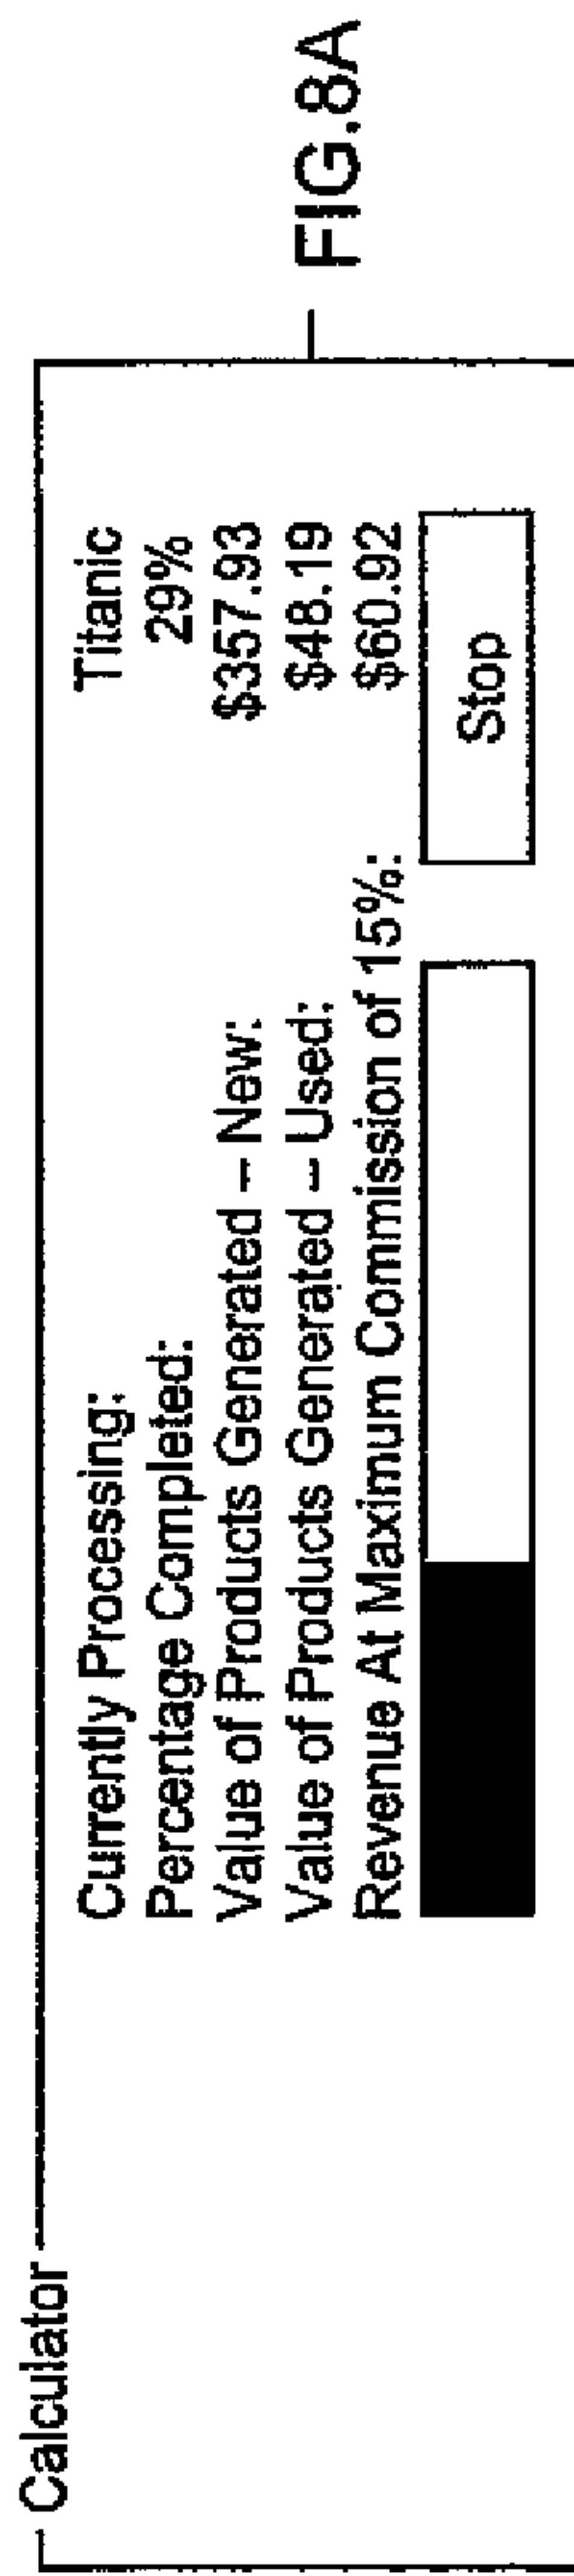 Calculator
Currently Processing: Titanic
Percentage Completed: 29%
Value of Products Generated – New: $357.93
Value of Products Generated – Used: $48.19
Revenue At Maximum Commission of 15%: $60.92
Stop
FIG.8A